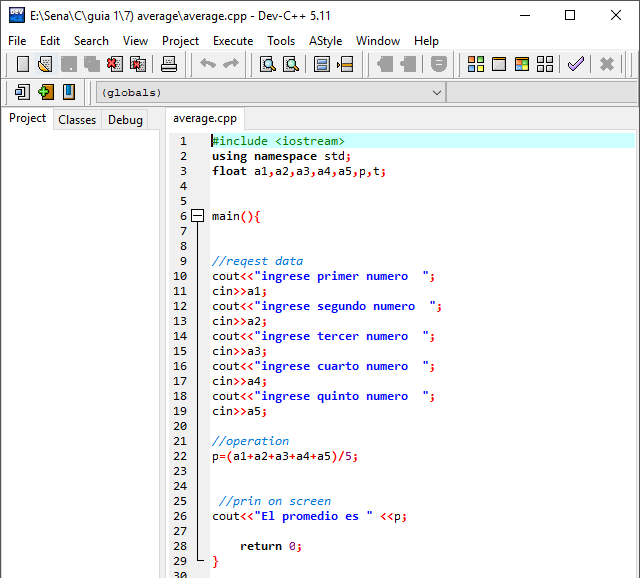 E:\Sena\C\guia 1\7) average\average.cpp - Dev-C++ 5.11
File Edit Search View Project Execute Tools AStyle Window Help
(globals)
Project Classes Debug
average.cpp
1 #include <iostream>
2 using namespace std;
3 float a1,a2,a3,a4,a5,p,t;
4
5
6 main(){
7
8
9 //reqest data
10 cout<<"ingrese primer numero  ";
11 cin>>a1;
12 cout<<"ingrese segundo numero  ";
13 cin>>a2;
14 cout<<"ingrese tercer numero  ";
15 cin>>a3;
16 cout<<"ingrese cuarto numero  ";
17 cin>>a4;
18 cout<<"ingrese quinto numero  ";
19 cin>>a5;
20
21 //operation
22 p=(a1+a2+a3+a4+a5)/5;
23
24
25  //prin on screen
26 cout<<"El promedio es " <<p;
27
28     return 0;
29 }
30